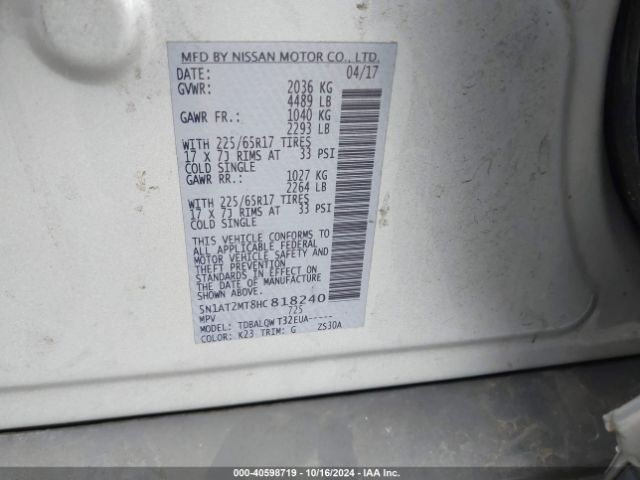 MFD BY NISSAN MOTOR CO., LTD.
DATE: 04/17
GVWR: 2036 KG
4489 LB
GAWR FR.: 1040 KG
2293 LB
WITH 225/65R17 TIRES
17 X 7J RIMS AT 33 PSI
COLD SINGLE
GAWR RR.: 1027 KG
2264 LB
WITH 225/65R17 TIRES
17 X 7J RIMS AT 33 PSI
COLD SINGLE
THIS VEHICLE CONFORMS TO
ALL APPLICABLE FEDERAL
MOTOR VEHICLE SAFETY AND
THEFT PREVENTION
STANDARDS IN EFFECT ON
THE DATE OF MANUFACTURE
5N1AT2MT8HC818240
MPV 725
MODEL: TDBALQW T32EUA-----
COLOR: K23 TRIM: G ZS30A
000-40598719 - 10/16/2024 - IAA Inc.